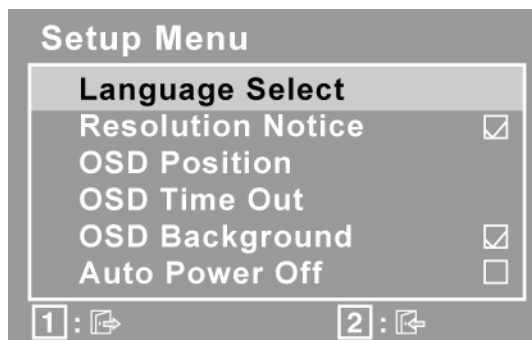 Setup Menu
Language Select
Resolution Notice
OSD Position
OSD Time Out
OSD Background
Auto Power Off
1 : 2 :